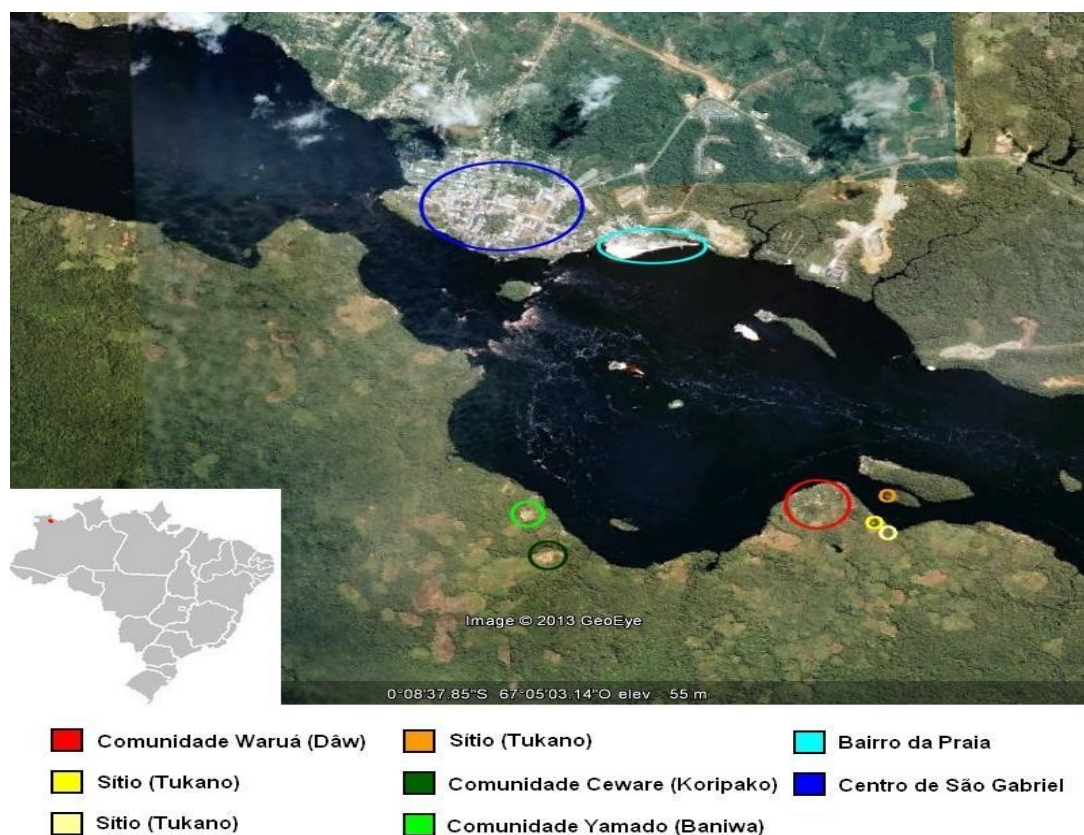 Image © 2013 GeoEye
0°08'37.85"S 67°05'03.14"O elev 55 m
Comunidade Waruá (Dâw)
Sítio (Tukano)
Sítio (Tukano)
Sítio (Tukano)
Comunidade Ceware (Koripako)
Comunidade Yamado (Baniwa)
Bairro da Praia
Centro de São Gabriel